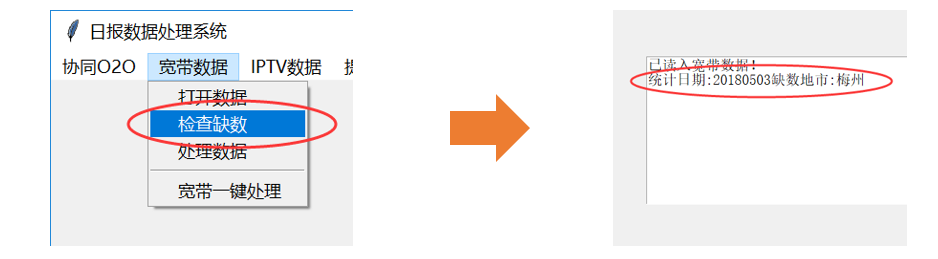 日报数据处理系统
协同O2O 宽带数据 IPTV数据
打开数据
检查缺数
处理数据
宽带一键处理
已读入宽带数据!
统计日期:20180503缺数地市:梅州